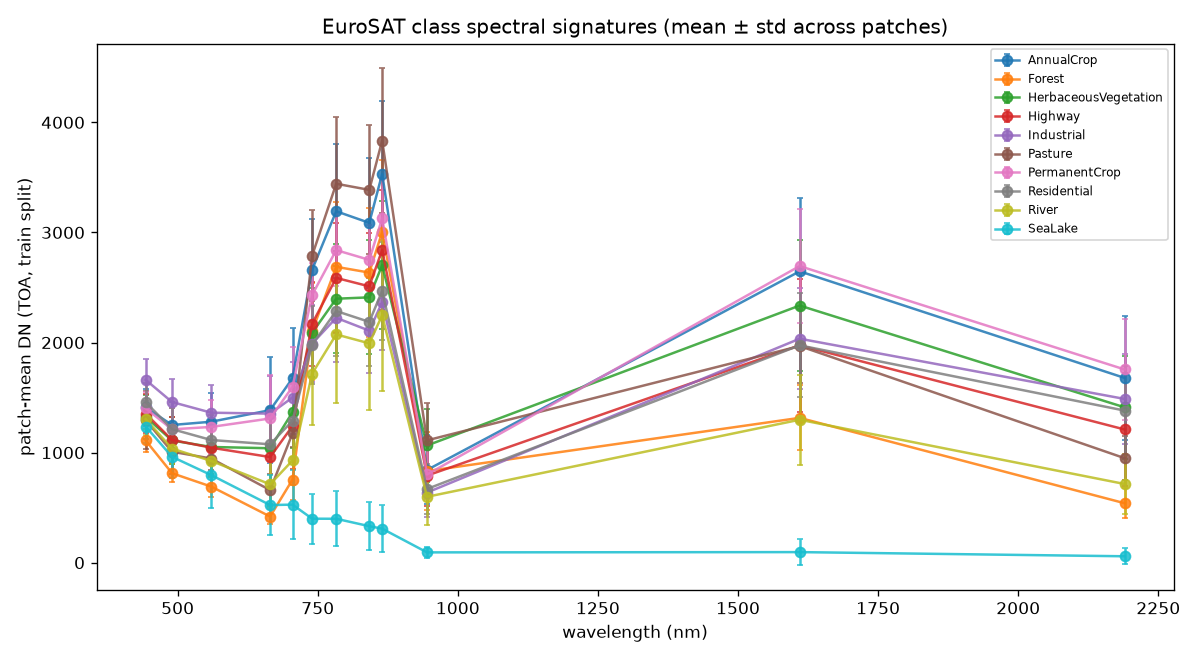 EuroSAT class spectral signatures (mean ± std across patches)
patch-mean DN (TOA, train split)
4000
3000
2000
1000
0
AnnualCrop
Forest
HerbaceousVegetation
Highway
Industrial
Pasture
PermanentCrop
Residential
River
SeaLake
500 750 1000 1250 1500 1750 2000 2250
wavelength (nm)